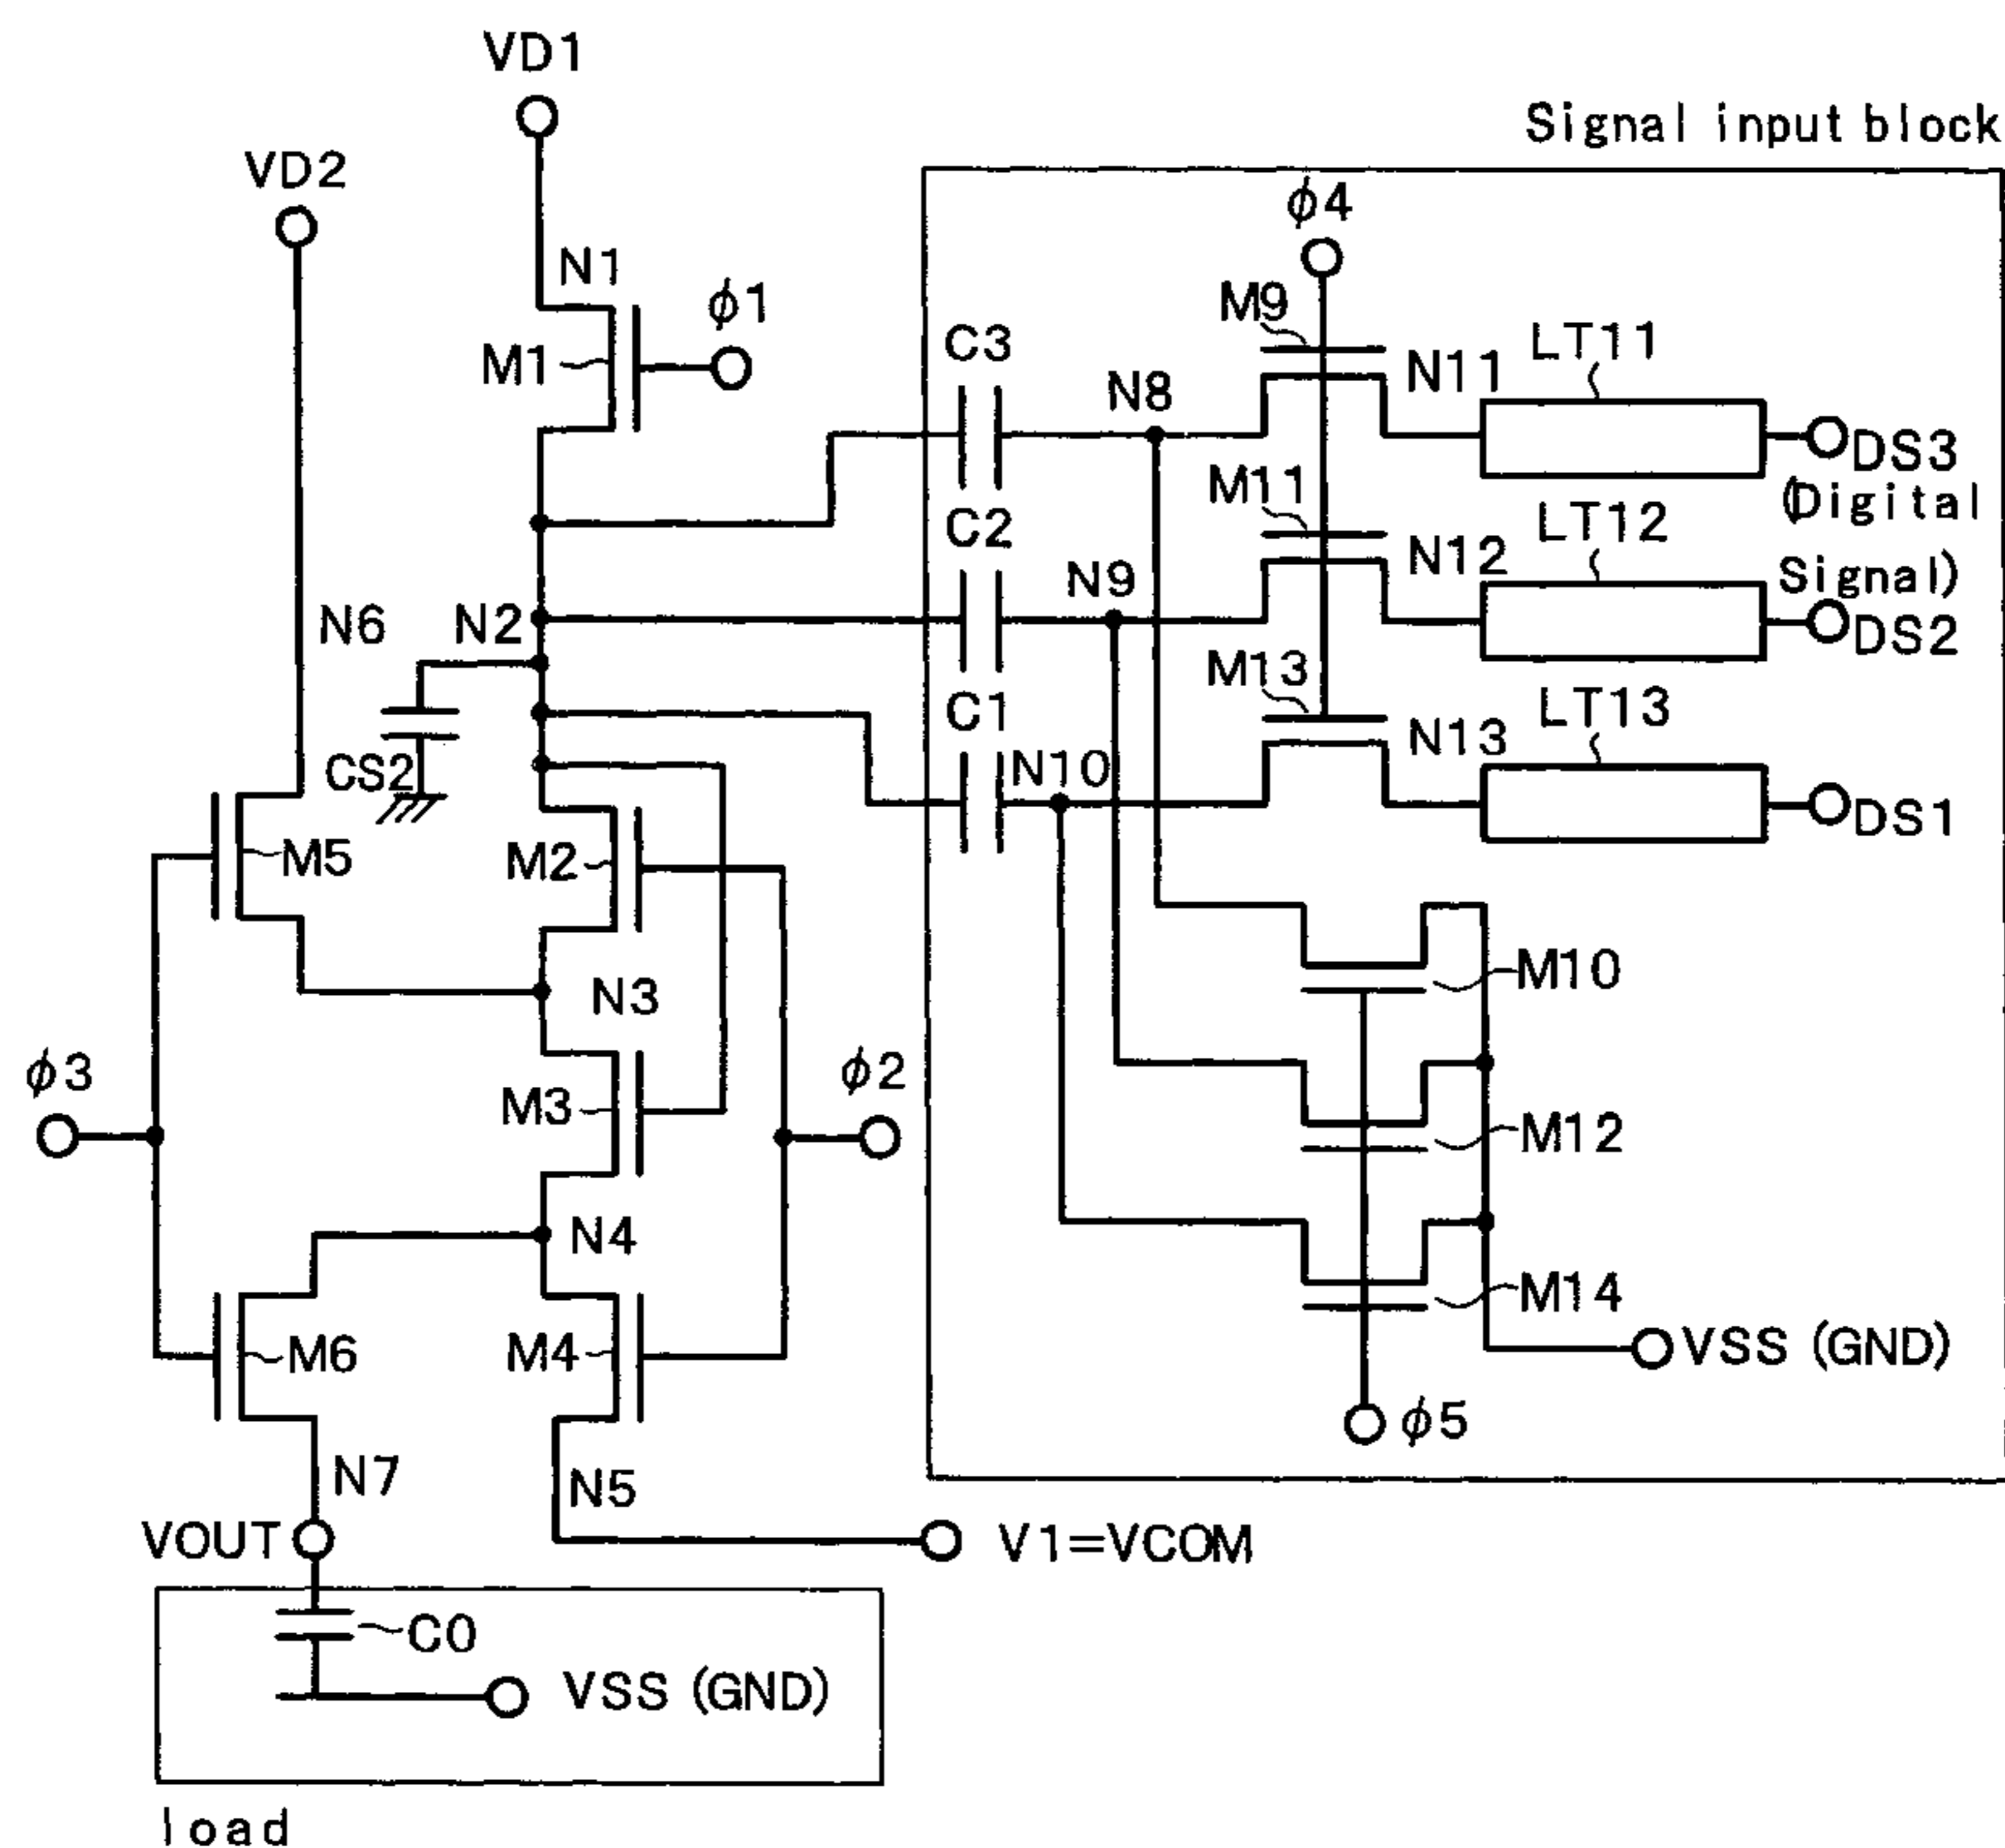 VD1
Signal input block
VD2
ϕ4
N1
ϕ1
M9
LT11
M1
C3
N8
N11
DS3
(Digital
M11
C2
LT12
N12
Signal)
N9
N6
N2
DS2
M13
C1
LT13
N13
CS2
N10
DS1
M5
M2
M10
N3
ϕ3
ϕ2
M3
M12
N4
M14
M6
M4
VSS (GND)
ϕ5
N7
N5
VOUT
V1=VCOM
C0
VSS (GND)
load